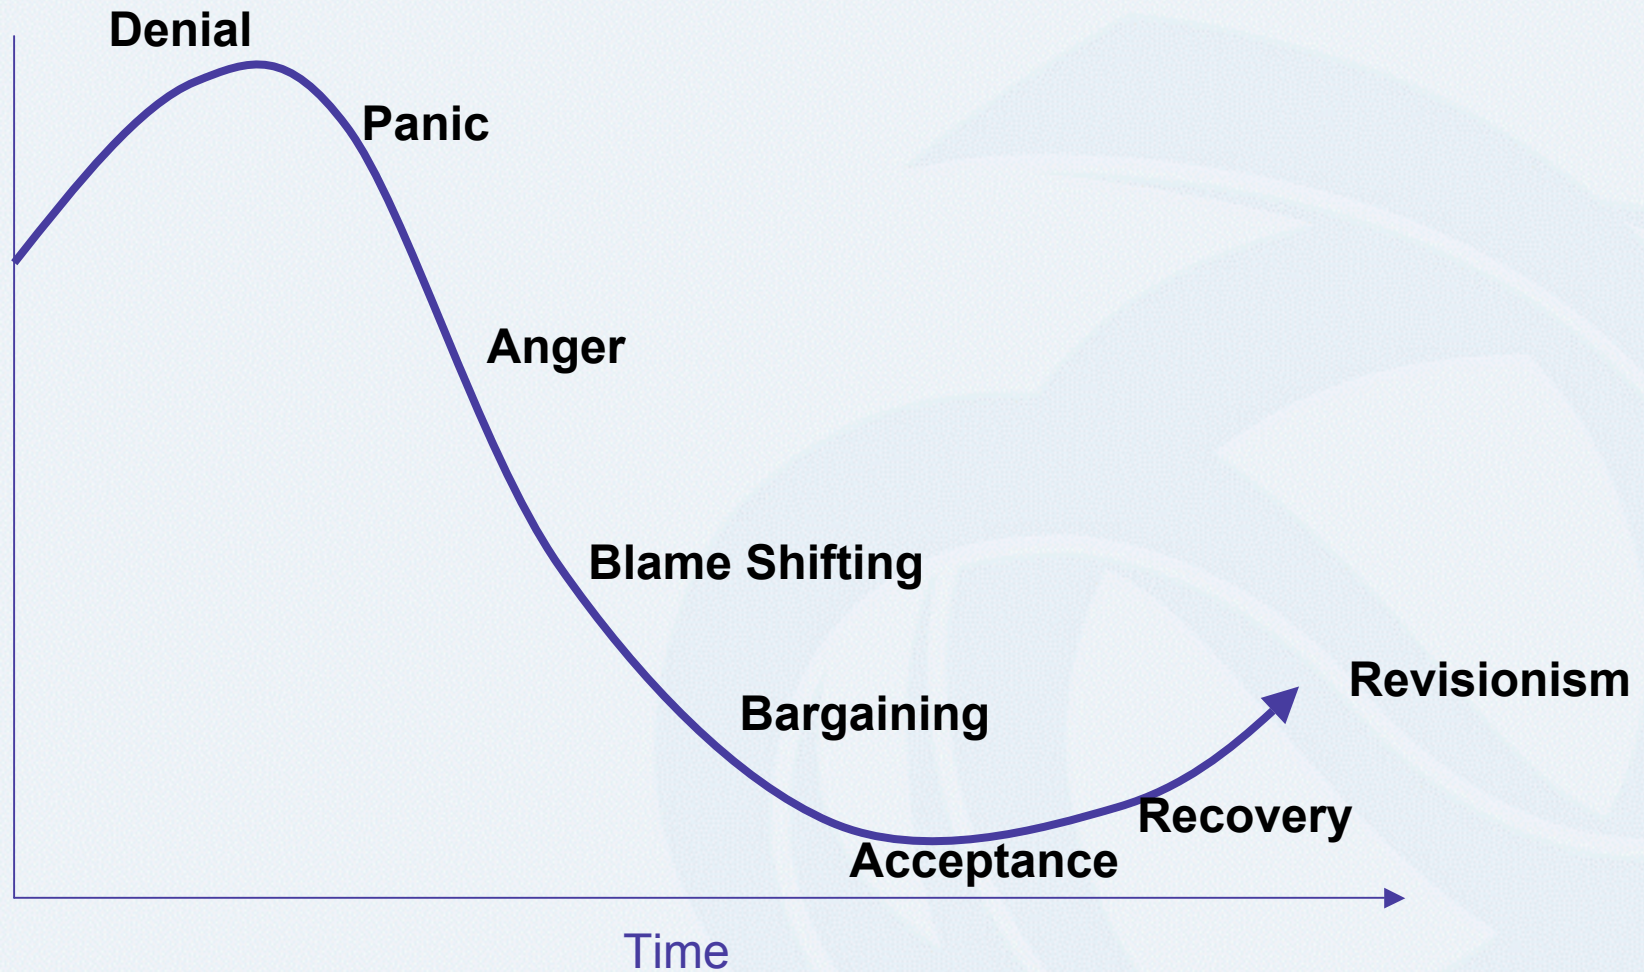 Denial
Panic
Anger
Blame Shifting
Bargaining
Revisionism
Recovery
Acceptance
Time